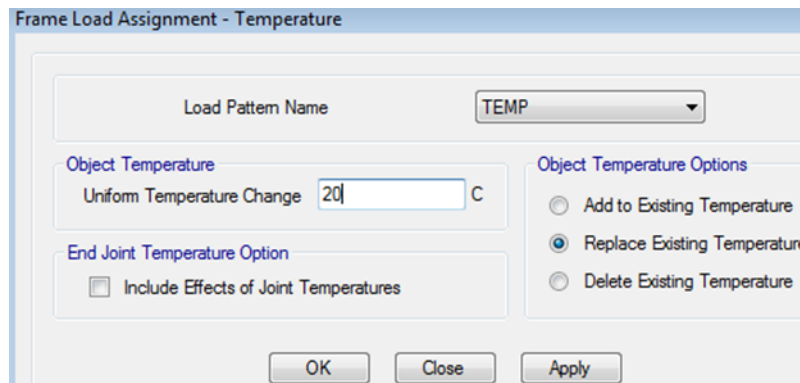 Frame Load Assignment - Temperature
Load Pattern Name
TEMP
Object Temperature
Uniform Temperature Change 20 C
End Joint Temperature Option
Include Effects of Joint Temperatures
Object Temperature Options
Add to Existing Temperature
Replace Existing Temperature
Delete Existing Temperature
OK Close Apply